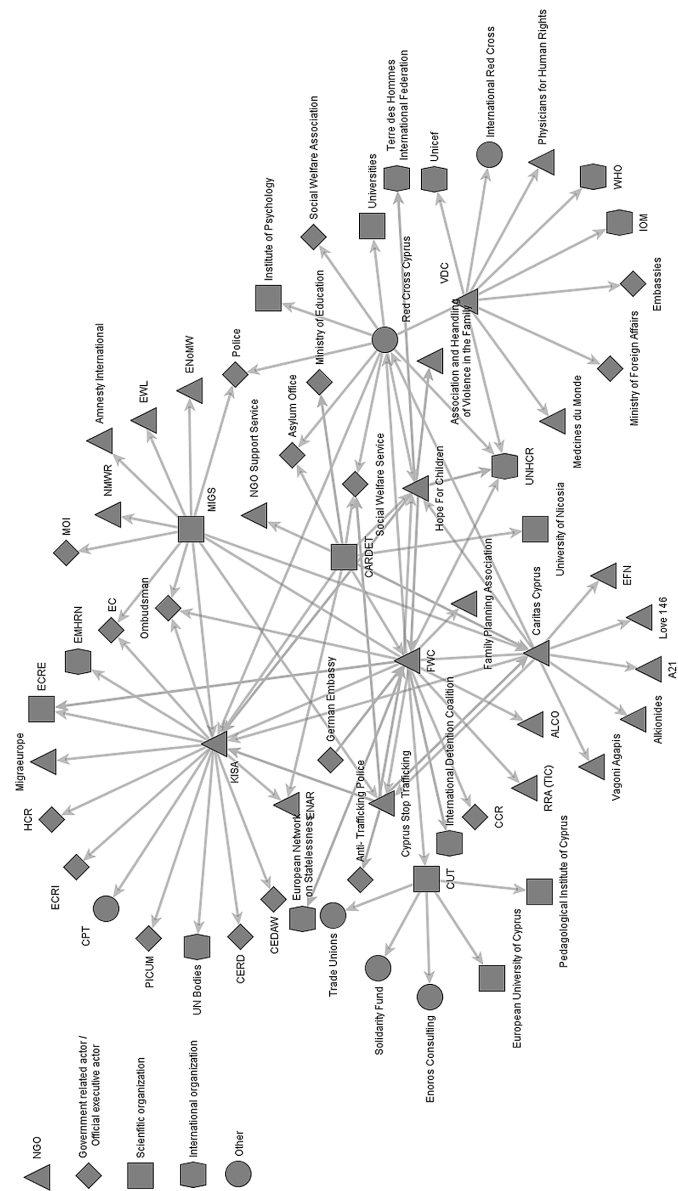 NGO
Government related actor /
Official executive actor
Scienfitic organization
International organization
Other
MOI
NMWR
Amnesty International
EWL
ENoMW
Police
MIGS
EC
Ombudsman
EMHRN
ECRE
Migraeurope
HCR
ECRI
CPT
PICUM
UN Bodies
CERD
CEDAW
KISA
ENAR
European Network
on Statelessness
NGO Support Service
Asylum Office
Ministry of Education
Social Welfare Service
CARDET
Institute of Psychology
Social Welfare Association
Universities
Terre des Hommes
International Federation
Unicef
International Red Cross
Physicians for Human Rights
WHO
IOM
Embassies
Ministry of Foreign Affairs
Medcines du Monde
VDC
Red Cross Cyprus
Association and Heandling
of Violence in the Family
Hope For Children
UNHCR
University of Nicosia
Family Planning Association
FWC
Caritas Cyprus
EFN
Love 146
A21
Alkionides
Vagoni Agapis
ALCO
RRA (TIC)
CCR
International Detention Coalition
Cyprus Stop Trafficking
Anti- Trafficking Police
German Embassy
CUT
Trade Unions
Solidarity Fund
Enoros Consulting
European University of Cyprus
Pedagological Institute of Cyprus